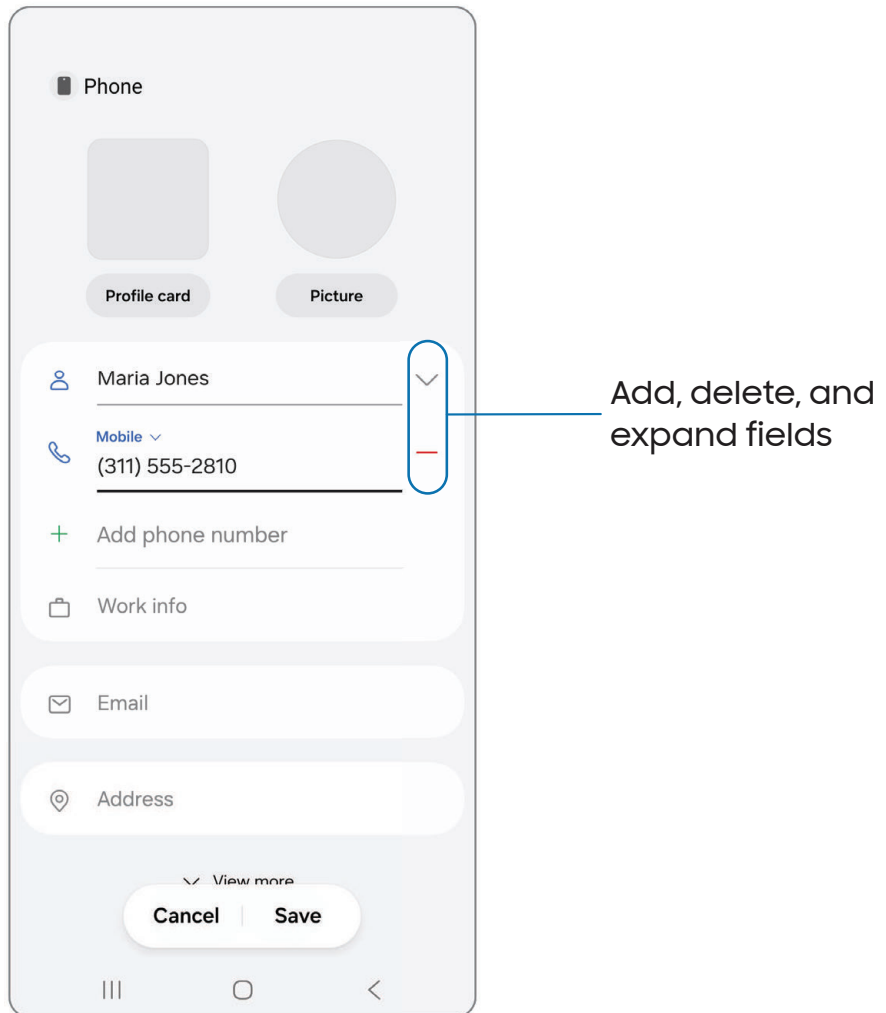 Phone
Profile card
Picture
Maria Jones
Mobile
(311) 555-2810
Add phone number
Work info
Email
Address
View more
Cancel
Save
Add, delete, and
expand fields